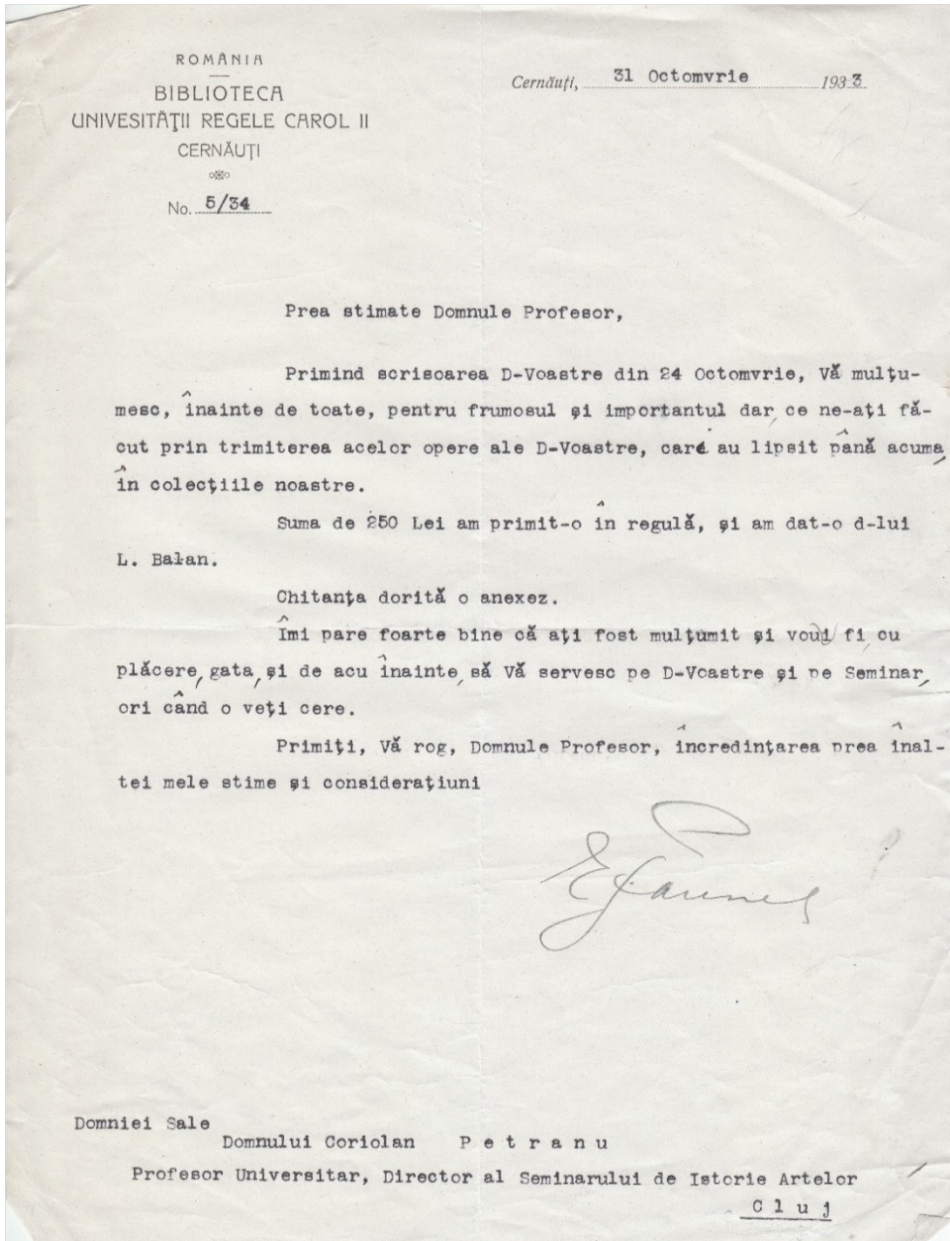 ROMÂNIA
BIBLIOTECA
UNIVESITĂŢII REGELE CAROL II
CERNĂUŢI
No. 5/34
Cernăuţi, 31 Octomvrie 1933
Prea stimate Domnule Profesor,
Primind scrisoarea D-Voastre din 24 Octomvrie, Vă mulţu-
mesc, înainte de toate, pentru frumosul şi importantul dar, ce ne-aţi fă-
cut prin trimiterea acelor opere ale D-Voastre, care au lipsit până acuma,
în colecţiile noastre.
Suma de 250 Lei am primit-o în regulă, şi am dat-o d-lui
L. Balan.
Chitanţa dorită o anexez.
Îmi pare foarte bine că aţi fost mulţumit şi voui fi cu
plăcere, gata, şi de acu înainte, să Vă servesc pe D-Voastre şi pe Seminar,
ori când o veţi cere.
Primiţi, Vă rog, Domnule Profesor, încredinţarea prea înal-
tei mele stime şi consideraţiuni
Domniei Sale
Domnului Coriolan P e t r a n u
Profesor Universitar, Director al Seminarului de Istorie Artelor
C l u j